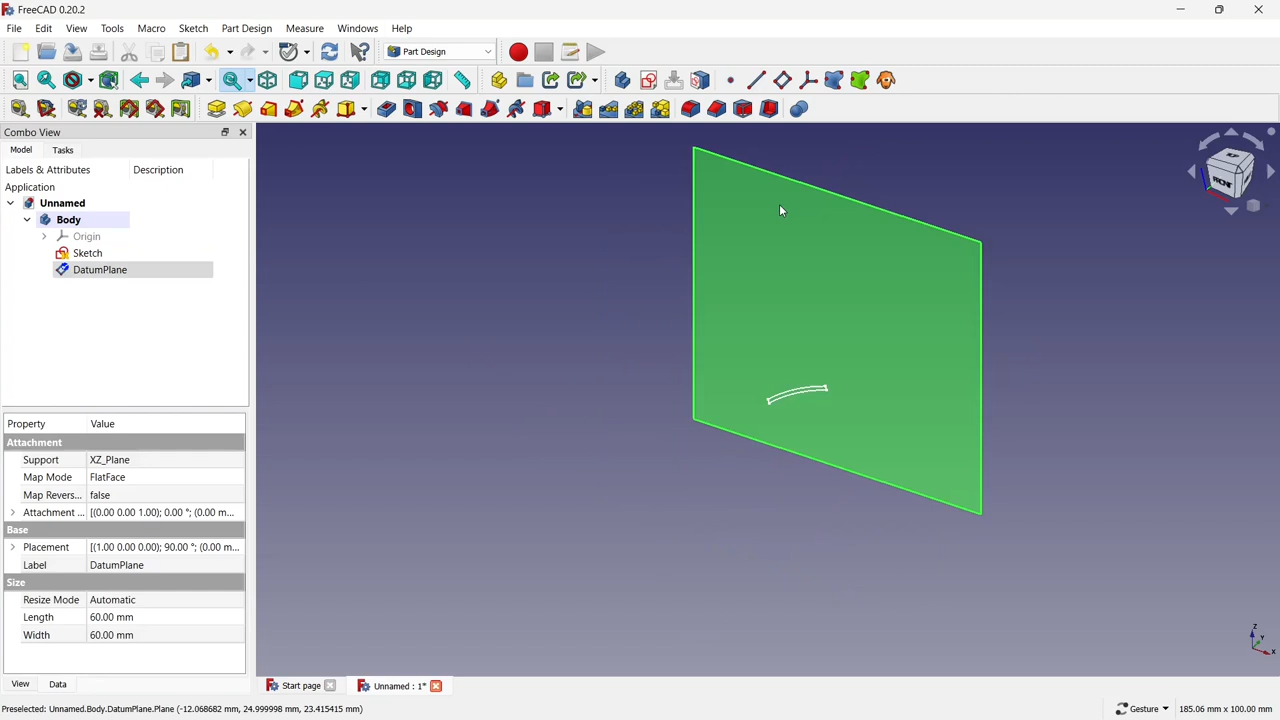 FreeCAD 0.20.2
File Edit View Tools Macro Sketch Part Design Measure Windows Help
Part Design
Combo View
Model Tasks
Labels & Attributes Description
Application
Unnamed
Body
Origin
Sketch
DatumPlane
Property Value
Attachment
Support XZ_Plane
Map Mode FlatFace
Map Revers... false
Attachment ... [(0.00 0.00 1.00); 0.00 °; (0.00 m...
Base
Placement [(1.00 0.00 0.00); 90.00 °; (0.00 m...
Label DatumPlane
Size
Resize Mode Automatic
Length 60.00 mm
Width 60.00 mm
View Data
FRONT
Z
Y
X
Start page Unnamed : 1*
Preselected: Unnamed.Body.DatumPlane.Plane (-12.068682 mm, 24.999998 mm, 23.415415 mm) Gesture 185.06 mm x 100.00 mm